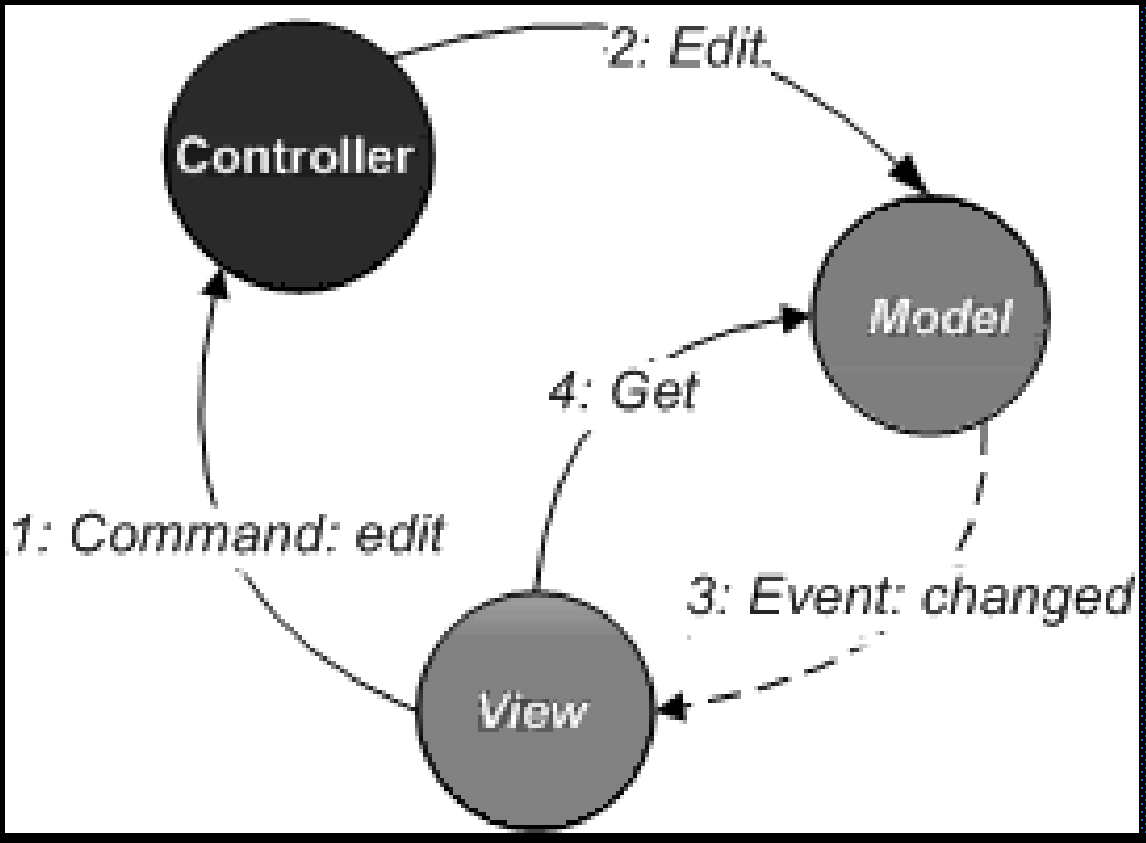 2: Edit
Controller
Model
4: Get
1: Command: edit
3: Event: changed
View